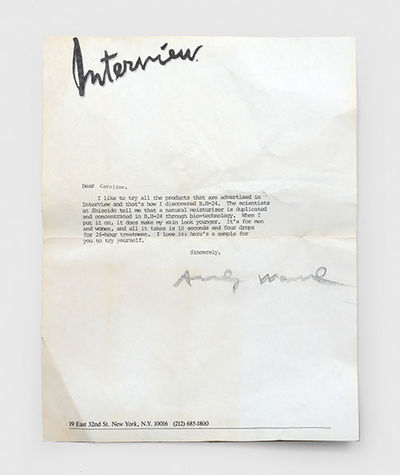 Interview
Dear Caroline,
I like to try all the products that are advertised in
Interview and that's how I discovered B.H-24. The scientists
at Shiseido tell me that a natural moisturizer is duplicated
and concentrated in B.H-24 through bio-technology. When I
put it on, it does make my skin look younger. It's for men
and women, and all it takes is 10 seconds and four drops
for 24-hour treatment. I love it: here's a sample for
you to try yourself.
Sincerely,
Andy Warhol
19 East 32nd St. New York, N.Y. 10016 (212) 685-1800